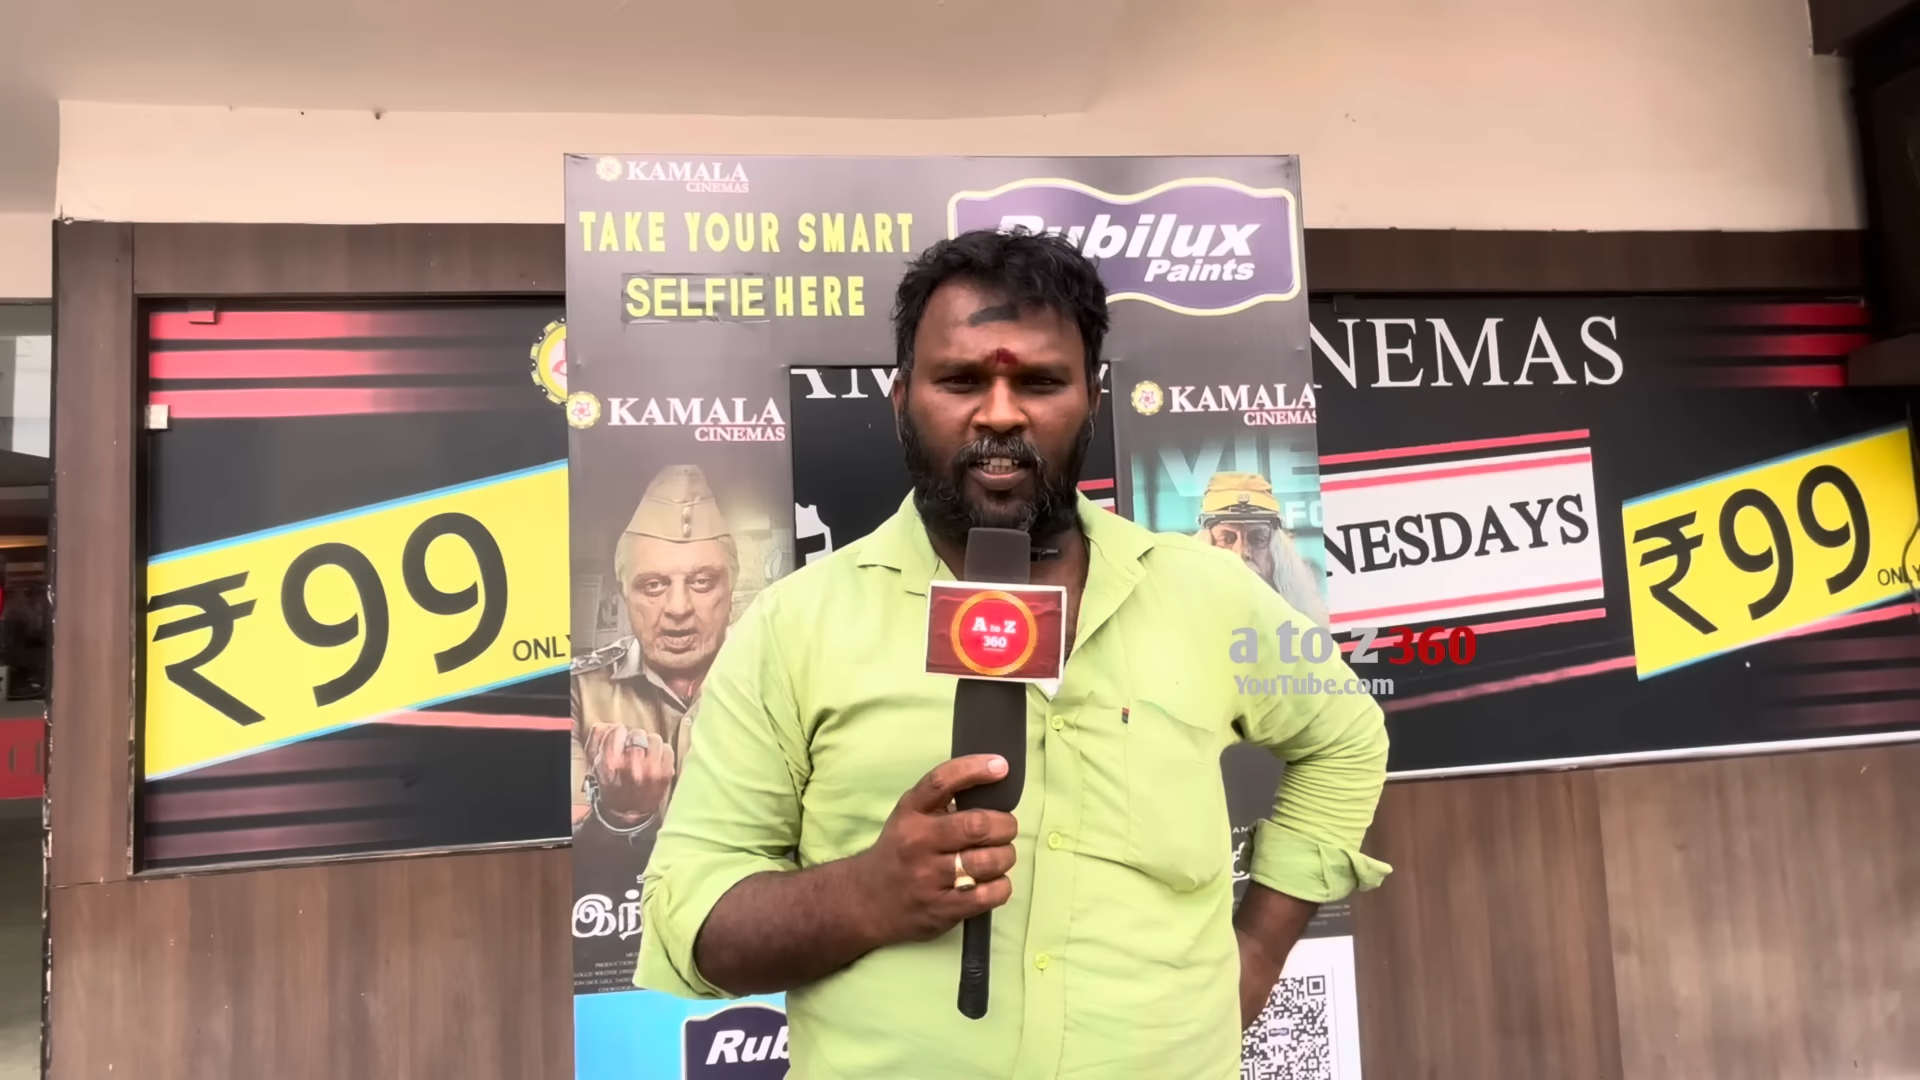 KAMALA
CINEMAS
TAKE YOUR SMART
SELFIE HERE
Rubilux
Paints
NEMAS
KAMALA
CINEMAS
KAMALA
CINEMAS
₹99
ONLY
NESDAYS
₹99
ONLY
A to Z
360
a to z 360
YouTube.com
இந்
Rub